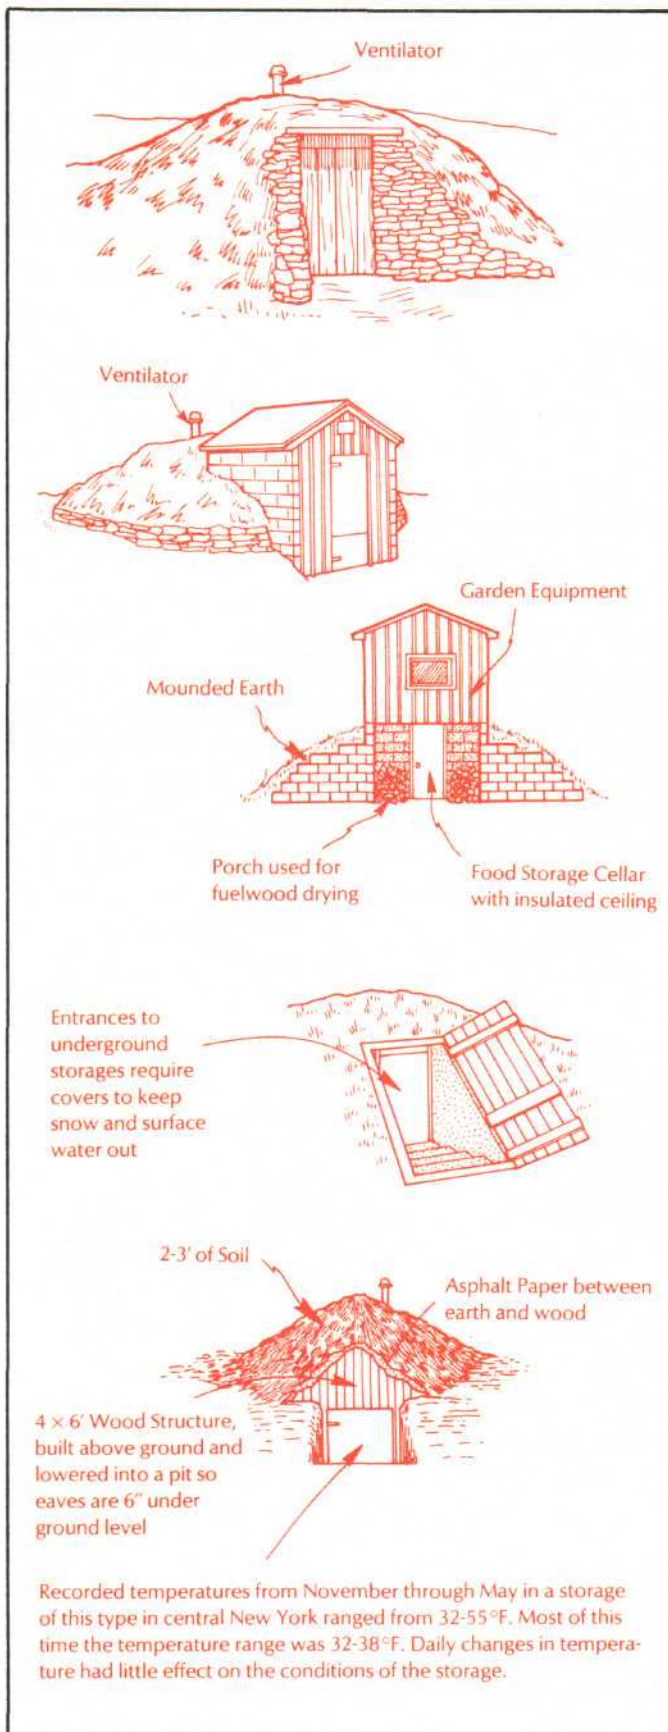 Ventilator
Ventilator
Garden Equipment
Mounded Earth
Porch used for
fuelwood drying
Food Storage Cellar
with insulated ceiling
Entrances to
underground
storages require
covers to keep
snow and surface
water out
2-3' of Soil
Asphalt Paper between
earth and wood
4 × 6' Wood Structure,
built above ground and
lowered into a pit so
eaves are 6" under
ground level
Recorded temperatures from November through May in a storage
of this type in central New York ranged from 32-55°F. Most of this
time the temperature range was 32-38°F. Daily changes in tempera-
ture had little effect on the conditions of the storage.